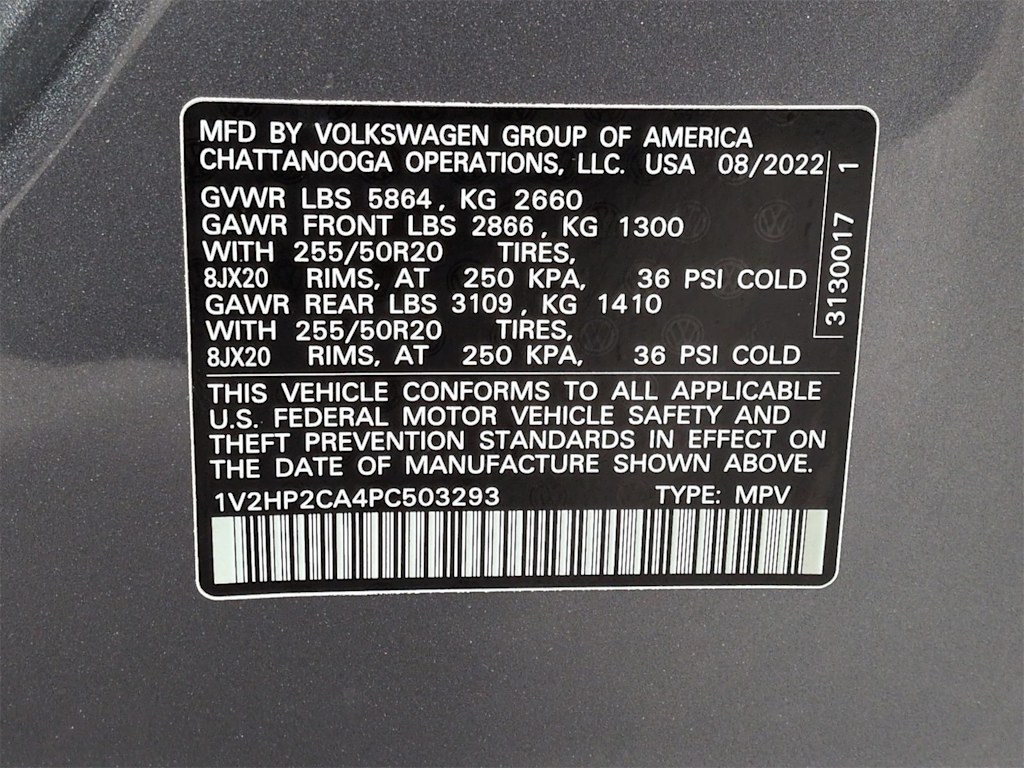 MFD BY VOLKSWAGEN GROUP OF AMERICA
CHATTANOOGA OPERATIONS, LLC. USA 08/2022
GVWR LBS 5864, KG 2660
GAWR FRONT LBS 2866, KG 1300
WITH 255/50R20 TIRES,
8JX20 RIMS, AT 250 KPA, 36 PSI COLD
GAWR REAR LBS 3109, KG 1410
WITH 255/50R20 TIRES,
8JX20 RIMS, AT 250 KPA, 36 PSI COLD
3130017 1
THIS VEHICLE CONFORMS TO ALL APPLICABLE
U.S. FEDERAL MOTOR VEHICLE SAFETY AND
THEFT PREVENTION STANDARDS IN EFFECT ON
THE DATE OF MANUFACTURE SHOWN ABOVE.
1V2HP2CA4PC503293 TYPE: MPV